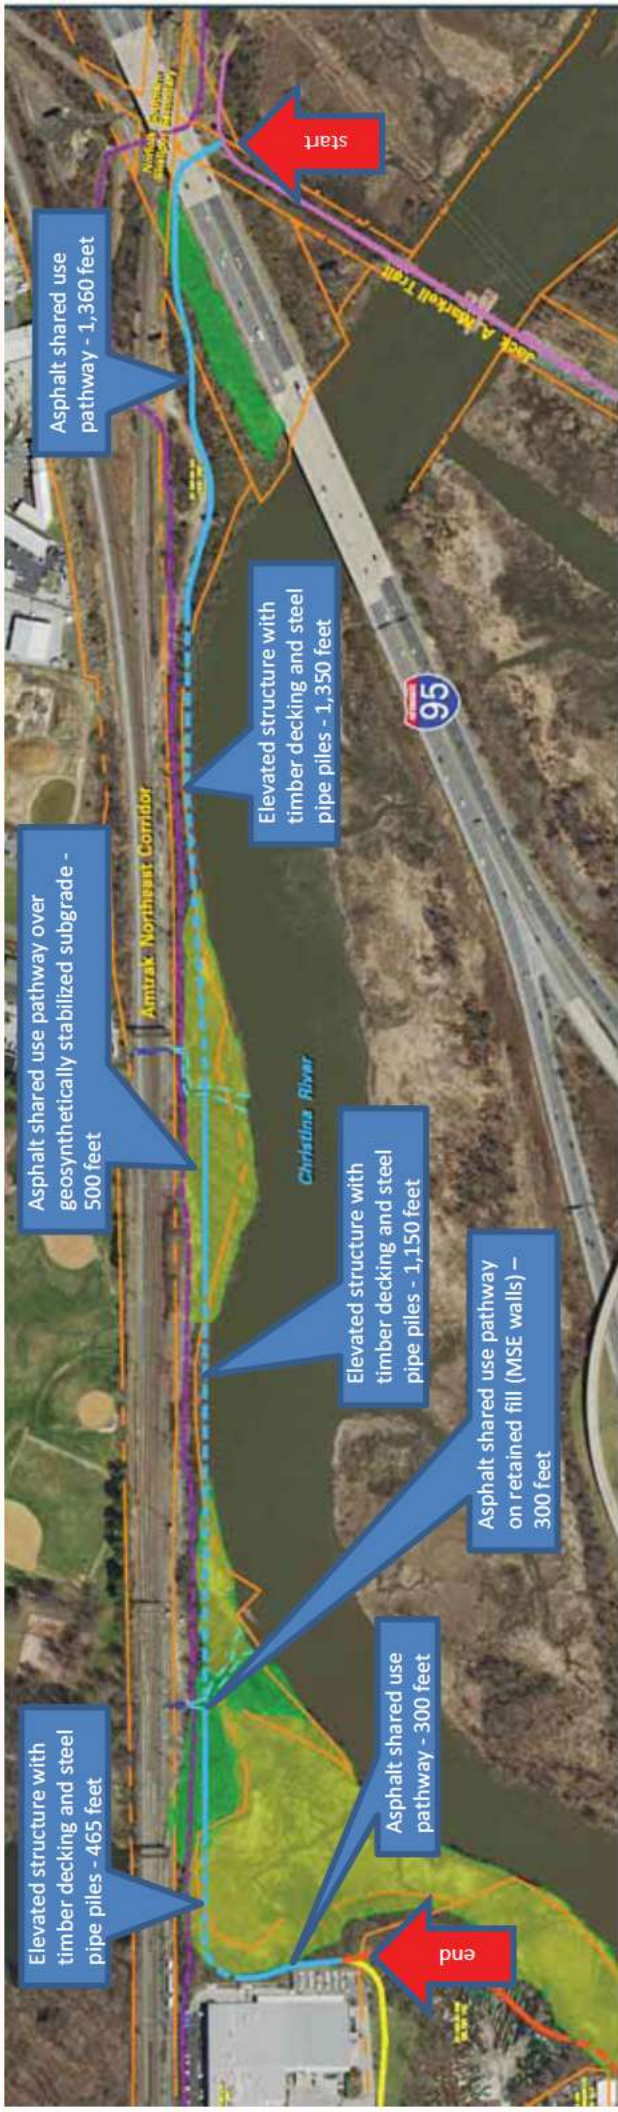 Elevated structure with
timber decking and steel
pipe piles - 465 feet
Asphalt shared use pathway over
geosynthetically stabilized subgrade -
500 feet
Asphalt shared use
pathway - 1,360 feet
Norfolk Southern
Shellpot Secondary
Amtrak Northeast Corridor
start
Elevated structure with
timber decking and steel
pipe piles - 1,350 feet
Jack A. Markell Trail
95
Christina River
Elevated structure with
timber decking and steel
pipe piles - 1,150 feet
Asphalt shared use pathway
on retained fill (MSE walls) –
300 feet
Asphalt shared use
pathway - 300 feet
end